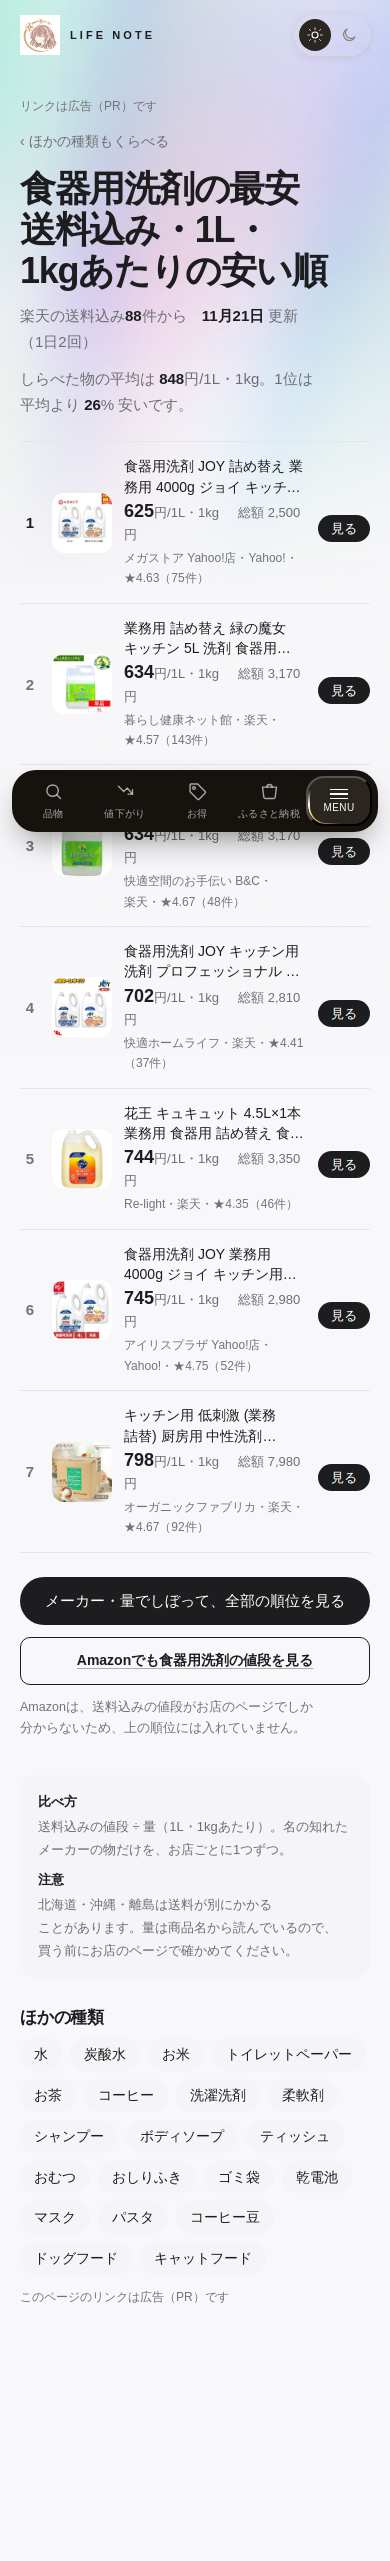 LIFE NOTE
リンクは広告（PR）です
‹ ほかの種類もくらべる
食器用洗剤の最安
送料込み・1L・
1kgあたりの安い順
楽天の送料込み88件から　11月21日 更新
（1日2回）
しらべた物の平均は 848円/1L・1kg。1位は
平均より 26% 安いです。
1
食器用洗剤 JOY 詰め替え 業
務用 4000g ジョイ キッチ…
625円/1L・1kg　総額 2,500
円
メガストア Yahoo!店・Yahoo!・
★4.63（75件）
見る
2
業務用 詰め替え 緑の魔女
キッチン 5L 洗剤 食器用…
634円/1L・1kg　総額 3,170
円
暮らし健康ネット館・楽天・
★4.57（143件）
見る
品物
値下がり
お得
ふるさと納税
MENU
3
634円/1L・1kg　総額 3,170
円
快適空間のお手伝い B&C・
楽天・★4.67（48件）
見る
4
食器用洗剤 JOY キッチン用
洗剤 プロフェッショナル …
702円/1L・1kg　総額 2,810
円
快適ホームライフ・楽天・★4.41
（37件）
見る
5
花王 キュキュット 4.5L×1本
業務用 食器用 詰め替え 食…
744円/1L・1kg　総額 3,350
円
Re-light・楽天・★4.35（46件）
見る
6
食器用洗剤 JOY 業務用
4000g ジョイ キッチン用…
745円/1L・1kg　総額 2,980
円
アイリスプラザ Yahoo!店・
Yahoo!・★4.75（52件）
見る
7
キッチン用 低刺激 (業務
詰替) 厨房用 中性洗剤…
798円/1L・1kg　総額 7,980
円
オーガニックファブリカ・楽天・
★4.67（92件）
見る
メーカー・量でしぼって、全部の順位を見る
Amazonでも食器用洗剤の値段を見る
Amazonは、送料込みの値段がお店のページでしか
分からないため、上の順位には入れていません。
比べ方
送料込みの値段 ÷ 量（1L・1kgあたり）。名の知れた
メーカーの物だけを、お店ごとに1つずつ。
注意
北海道・沖縄・離島は送料が別にかかる
ことがあります。量は商品名から読んでいるので、
買う前にお店のページで確かめてください。
ほかの種類
水　炭酸水　お米　トイレットペーパー
お茶　コーヒー　洗濯洗剤　柔軟剤
シャンプー　ボディソープ　ティッシュ
おむつ　おしりふき　ゴミ袋　乾電池
マスク　パスタ　コーヒー豆
ドッグフード　キャットフード
このページのリンクは広告（PR）です